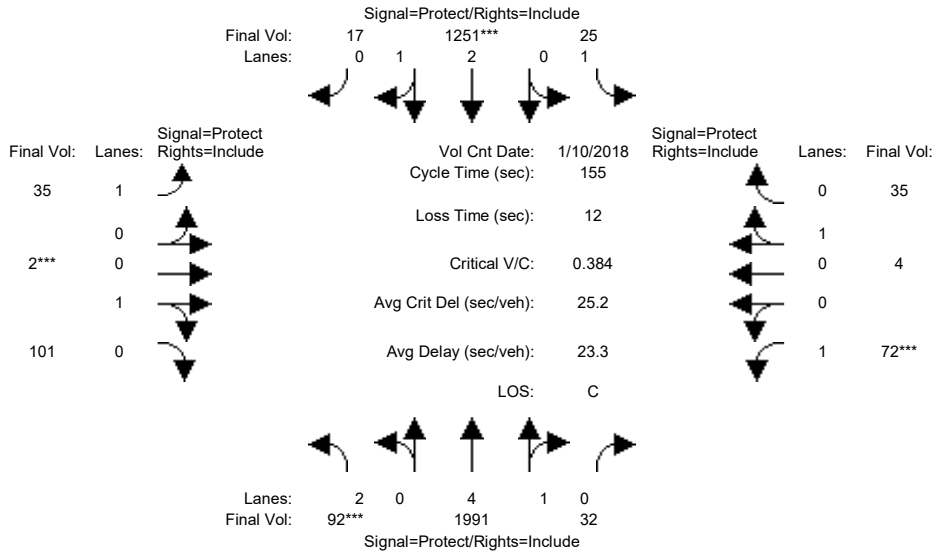 Signal=Protect/Rights=Include
Final Vol: 17 1251*** 25
Lanes: 0 1 2 0 1
Signal=Protect
Final Vol: Lanes: Rights=Include
Vol Cnt Date: 1/10/2018
Signal=Protect
Rights=Include Lanes: Final Vol:
Cycle Time (sec): 155
35 1
0 35
Loss Time (sec): 12
0
1
2*** 0
Critical V/C: 0.384
0 4
1
Avg Crit Del (sec/veh): 25.2
0
101 0
Avg Delay (sec/veh): 23.3
1 72***
LOS: C
Lanes: 2 0 4 1 0
Final Vol: 92*** 1991 32
Signal=Protect/Rights=Include